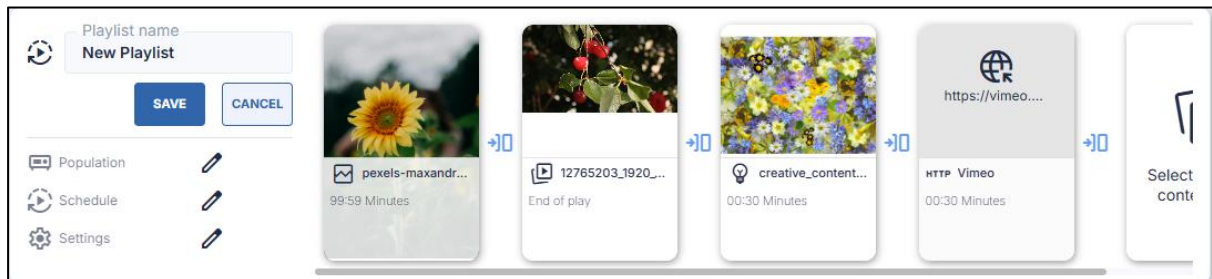 Playlist name
New Playlist
SAVE
CANCEL
Population
Schedule
Settings
pexels-maxandr...
99:59 Minutes
12765203_1920_...
End of play
creative_content...
00:30 Minutes
https://vimeo....
HTTP Vimeo
00:30 Minutes
Select
conte